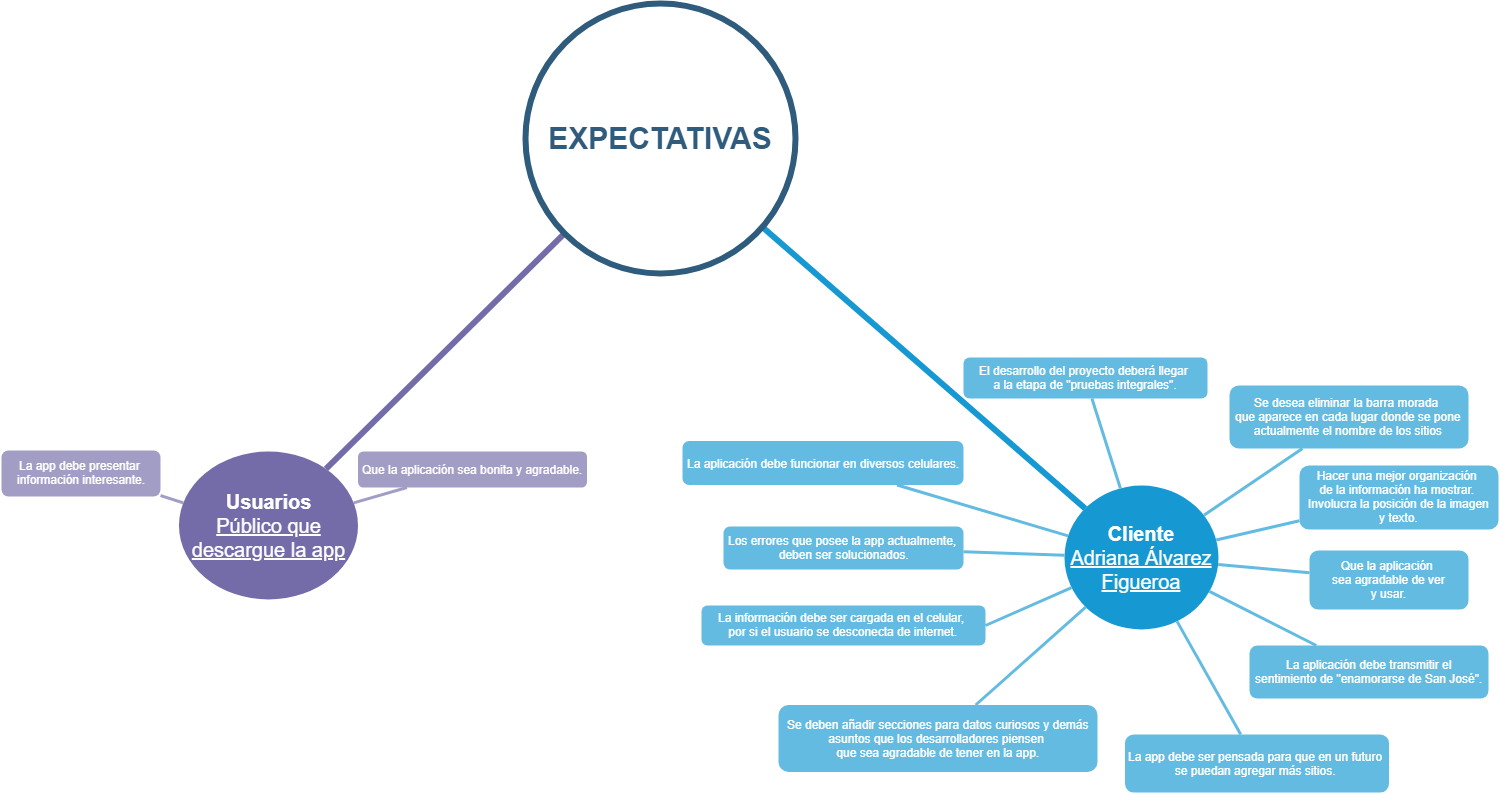 EXPECTATIVAS
El desarrollo del proyecto deberá llegar
a la etapa de "pruebas integrales".
Se desea eliminar la barra morada
que aparece en cada lugar donde se pone
actualmente el nombre de los sitios
La aplicación debe funcionar en diversos celulares.
Hacer una mejor organización
de la información ha mostrar.
Involucra la posición de la imagen
y texto.
La app debe presentar
información interesante.
Que la aplicación sea bonita y agradable.
Usuarios
Público que
descargue la app
Los errores que posee la app actualmente,
deben ser solucionados.
Cliente
Adriana Álvarez
Figueroa
Que la aplicación
sea agradable de ver
y usar.
La información debe ser cargada en el celular,
por si el usuario se desconecta de internet.
La aplicación debe transmitir el
sentimiento de "enamorarse de San José".
Se deben añadir secciones para datos curiosos y demás
asuntos que los desarrolladores piensen
que sea agradable de tener en la app.
La app debe ser pensada para que en un futuro
se puedan agregar más sitios.